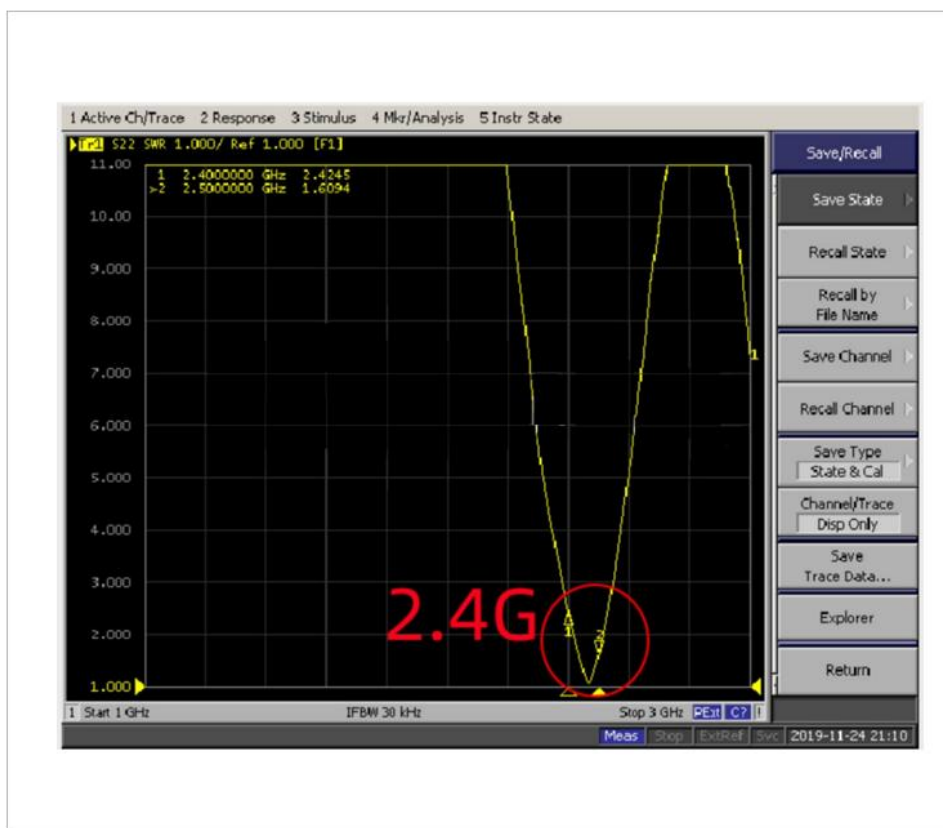 1 Active Ch/Trace 2 Response 3 Stimulus 4 Mkr/Analysis 5 Instr State
Tr1 S22 SWR 1.000/ Ref 1.000 [F1]
Save/Recall
11.00
1 2.4000000 GHz 2.4245
>2 2.5000000 GHz 1.6094
Save State
10.00
Recall State
9.000
Recall by
File Name
8.000
Save Channel
1
7.000
Recall Channel
6.000
Save Type
State & Cal
5.000
Channel/Trace
Disp Only
4.000
Save
Trace Data...
3.000
2.4G
Explorer
1
2
2.000
Return
1.000
1 Start 1 GHz IFBW 30 kHz Stop 3 GHz PExt C? !
Meas Stop ExtRef Svc 2019-11-24 21:10